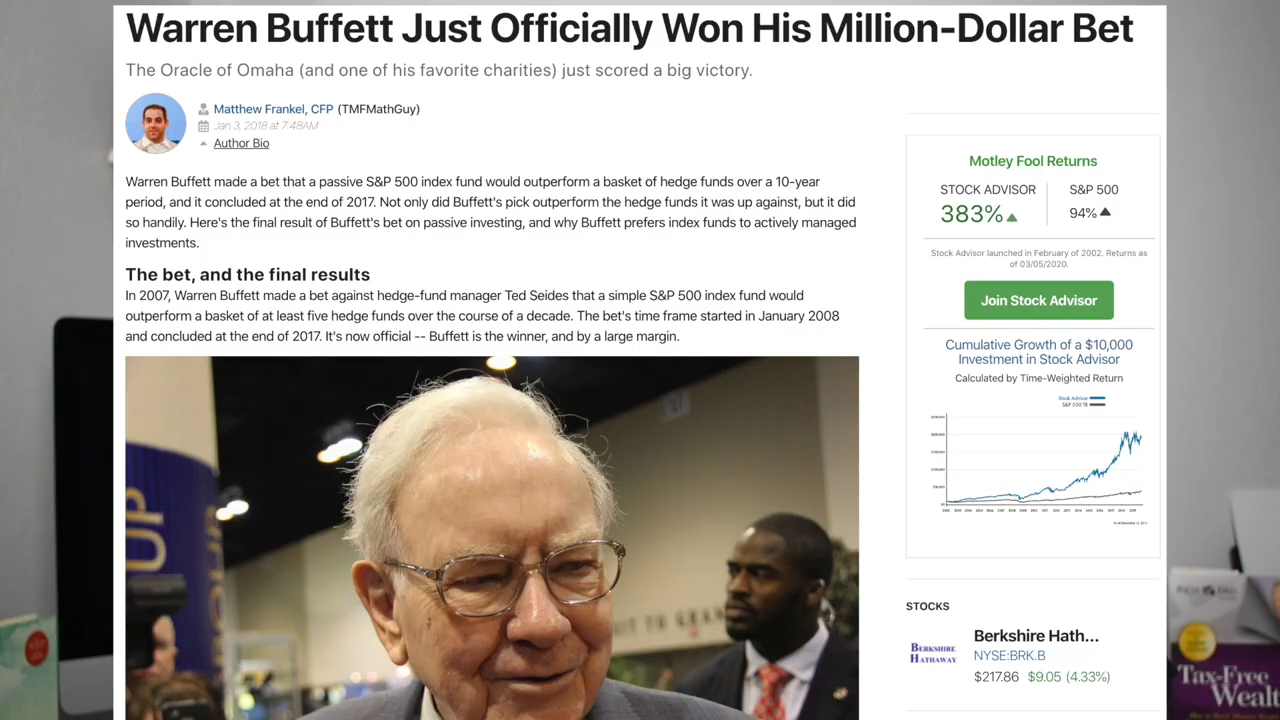 Warren Buffett Just Officially Won His Million-Dollar Bet
The Oracle of Omaha (and one of his favorite charities) just scored a big victory.
Matthew Frankel, CFP (TMFMathGuy)
Jan 3, 2018 at 7:48AM
Author Bio
Warren Buffett made a bet that a passive S&P 500 index fund would outperform a basket of hedge funds over a 10-year
period, and it concluded at the end of 2017. Not only did Buffett's pick outperform the hedge funds it was up against, but it did
so handily. Here's the final result of Buffett's bet on passive investing, and why Buffett prefers index funds to actively managed
investments.
The bet, and the final results
In 2007, Warren Buffett made a bet against hedge-fund manager Ted Seides that a simple S&P 500 index fund would
outperform a basket of at least five hedge funds over the course of a decade. The bet's time frame started in January 2008
and concluded at the end of 2017. It's now official -- Buffett is the winner, and by a large margin.
UP
Motley Fool Returns
STOCK ADVISOR
383%
S&P 500
94%
Stock Advisor launched in February of 2002. Returns as
of 03/05/2020.
Join Stock Advisor
Cumulative Growth of a $10,000
Investment in Stock Advisor
Calculated by Time-Weighted Return
Stock Advisor
S&P 500 TR
STOCKS
BERKSHIRE
HATHAWAY
Berkshire Hath...
NYSE:BRK.B
$217.86 $9.05 (4.33%)
Tax-Free
Wealt